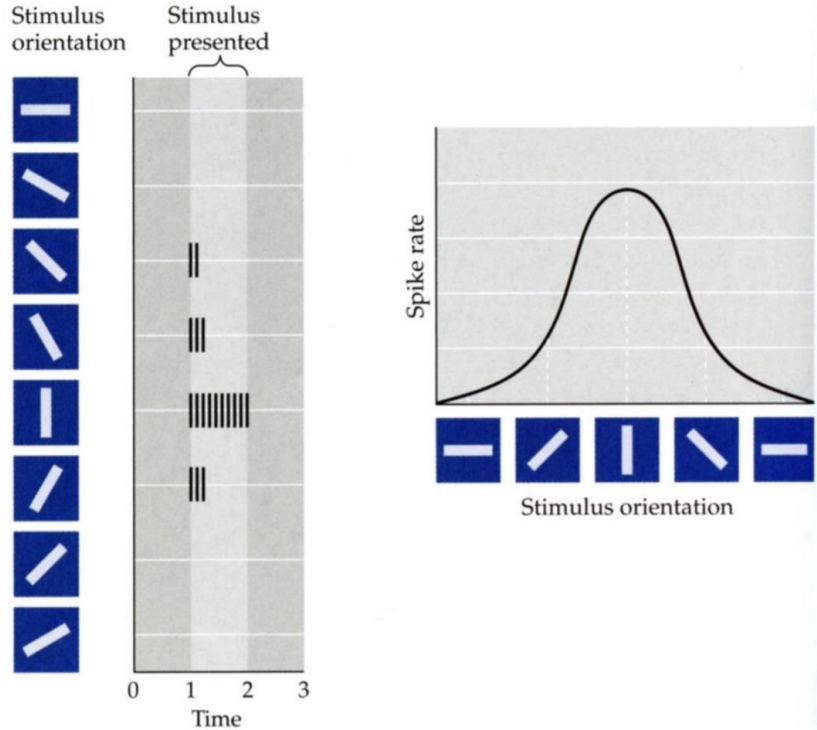 Stimulus
orientation
Stimulus
presented
0 1 2 3
Time
Spike rate
Stimulus orientation